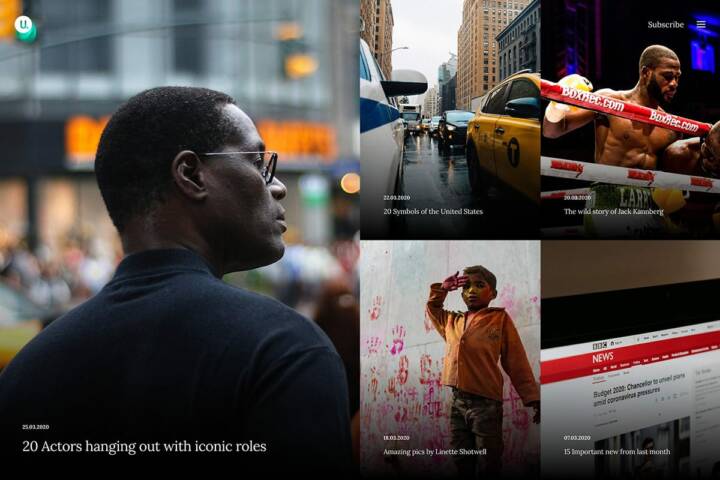 U.
Subscribe
25.03.2020
20 Actors hanging out with iconic roles
22.03.2020
20 Symbols of the United States
T
BoxRec.com
BoxRec.com
20.03.2020
The wild story of Jack Kannberg
18.03.2020
Amazing pics by Linette Shotwell
BBC
NEWS
Budget 2020: Chancellor to unveil plans
amid coronavirus pressures
07.03.2020
15 Important new from last month